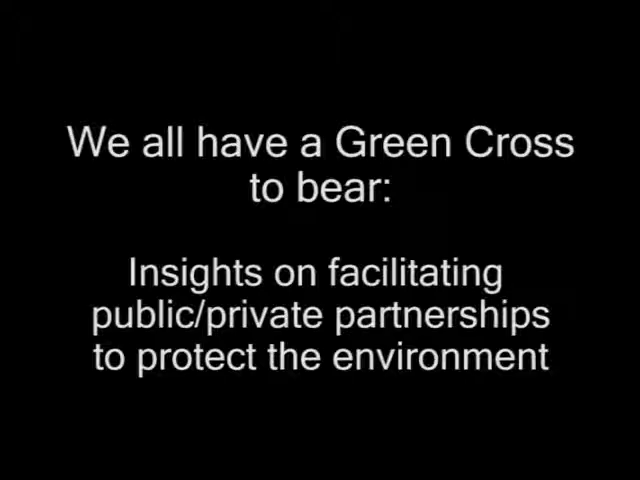 We all have a Green Cross
to bear:
Insights on facilitating
public/private partnerships
to protect the environment